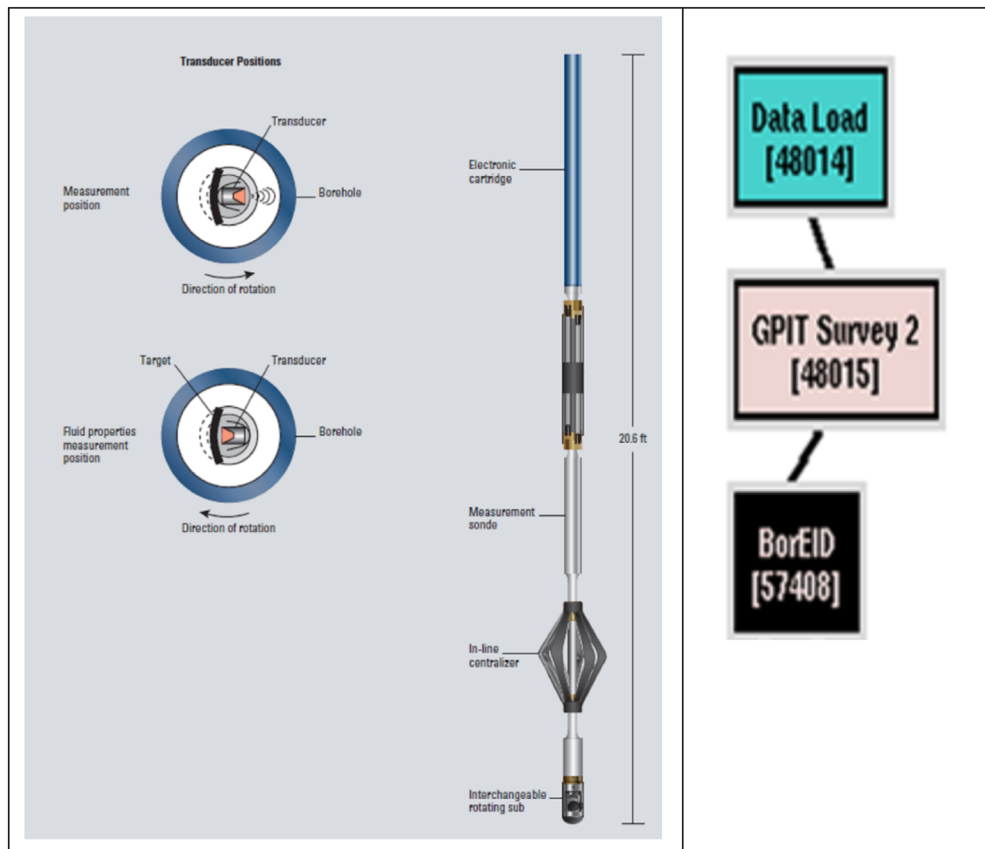 Transducer Positions
Transducer
Measurement
position
Borehole
Direction of rotation
Target
Transducer
Fluid properties
measurement
position
Borehole
Direction of rotation
Electronic
cartridge
20.6 ft
Measurement
sonde
In-line
centralizer
Interchangeable
rotating sub
Data Load
[48014]
GPIT Survey 2
[48015]
BorEID
[57408]